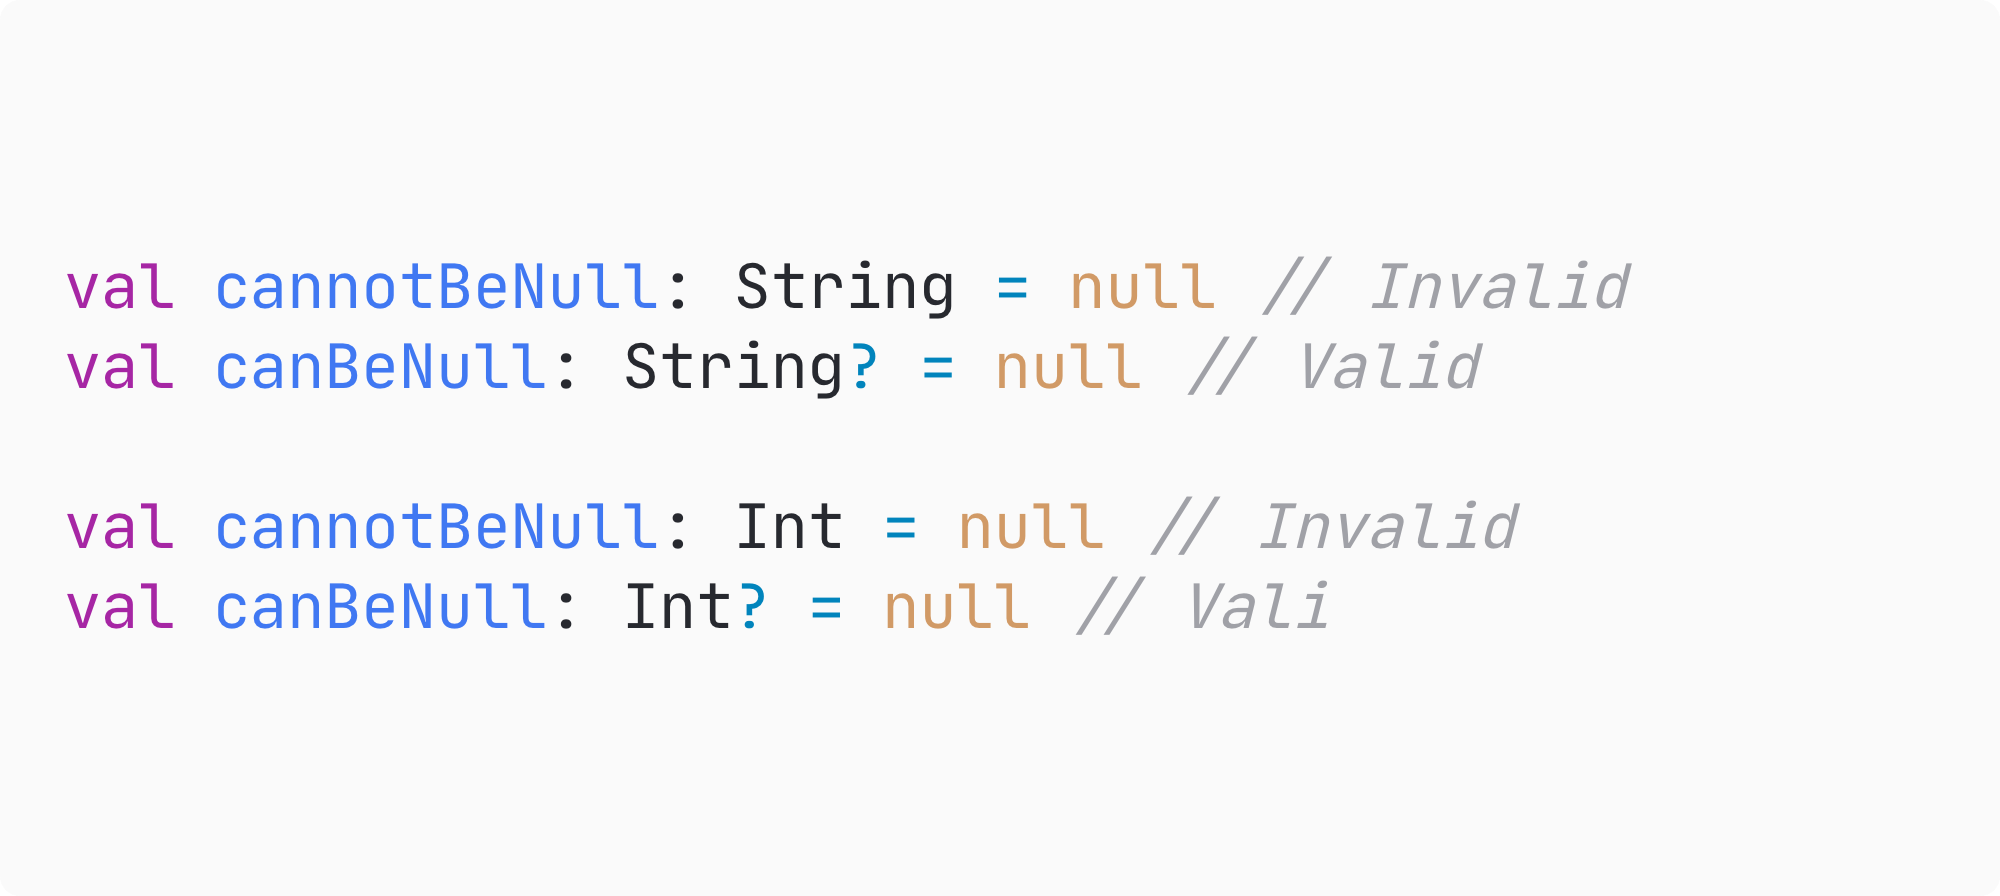 val cannotBeNull: String = null // Invalid
val canBeNull: String? = null // Valid
val cannotBeNull: Int = null // Invalid
val canBeNull: Int? = null // Vali